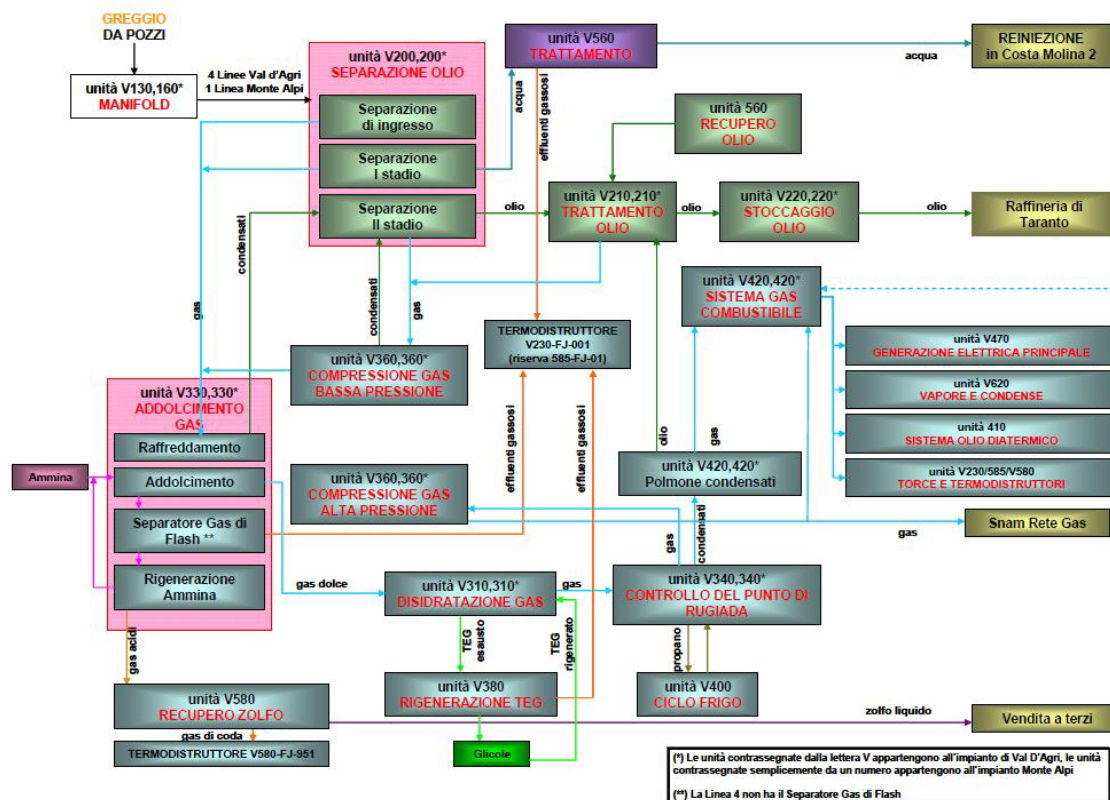 GREGGIO
DA POZZI
unità V130,160*
MANIFOLD
4 Linee Val d'Agri
1 Linea Monte Alpi
unità V200,200*
SEPARAZIONE OLIO
Separazione
di ingresso
Separazione
I stadio
Separazione
II stadio
unità V560
TRATTAMENTO
acqua
REINIEZIONE
in Costa Molina 2
acqua
effluenti gassosi
unità 560
RECUPERO
OLIO
olio
unità V210,210*
TRATTAMENTO
OLIO
olio
unità V220,220*
STOCCAGGIO
OLIO
olio
Raffineria di
Taranto
gas
condensati
condensati
gas
unità V420,420*
SISTEMA GAS
COMBUSTIBILE
TERMODISTRUTTORE
V230-FJ-001
(riserva 585-FJ-01)
unità V470
GENERAZIONE ELETTRICA PRINCIPALE
unità V620
VAPORE E CONDENSE
unità 410
SISTEMA OLIO DIATERMICO
unità V230/585/V580
TORCE E TERMODISTRUTTORI
unità V360,360*
COMPRESSIONE GAS
BASSA PRESSIONE
unità V330,330*
ADDOLCIMENTO
GAS
Raffreddamento
Ammina
Addolcimento
Separatore Gas di
Flash **
Rigenerazione
Ammina
unità V360,360*
COMPRESSIONE GAS
ALTA PRESSIONE
effluenti gassosi
effluenti gassosi
olio
gas
unità V420,420*
Polmone condensati
gas
condensati
gas
Snam Rete Gas
gas dolce
unità V310,310*
DISIDRATAZIONE GAS
gas
unità V340,340*
CONTROLLO DEL PUNTO DI
RUGIADA
gas acidi
TEG
esausto
TEG
rigenerato
propano
unità V580
RECUPERO ZOLFO
unità V380
RIGENERAZIONE TEG
unità V400
CICLO FRIGO
zolfo liquido
Vendita a terzi
gas di coda
TERMODISTRUTTORE V580-FJ-951
Glicole
(*) Le unità contrassegnate dalla lettera V appartengono all'impianto di Val D'Agri, le unità
contrassegnate semplicemente da un numero appartengono all'impianto Monte Alpi
(**) La Linea 4 non ha il Separatore Gas di Flash